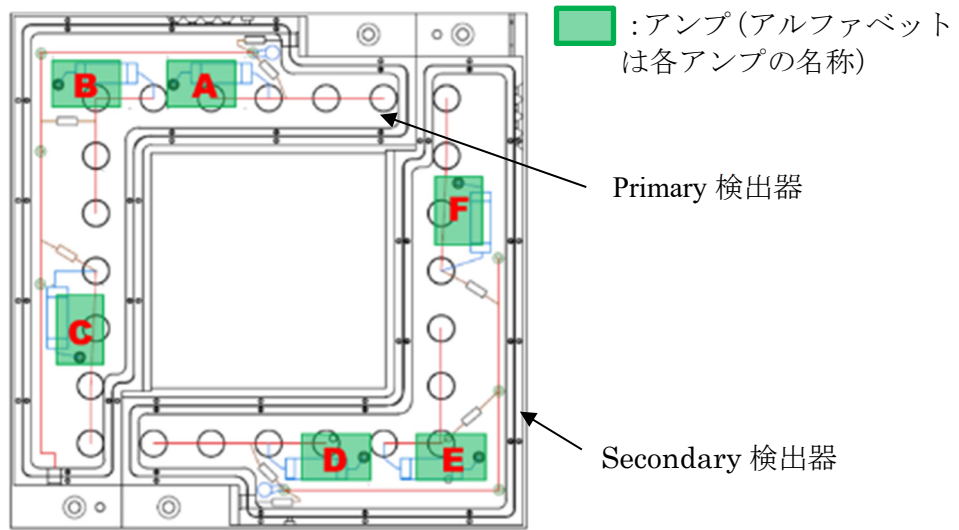 :アンプ(アルファベット
は各アンプの名称)
B
A
Primary 検出器
F
C
D
E
Secondary 検出器